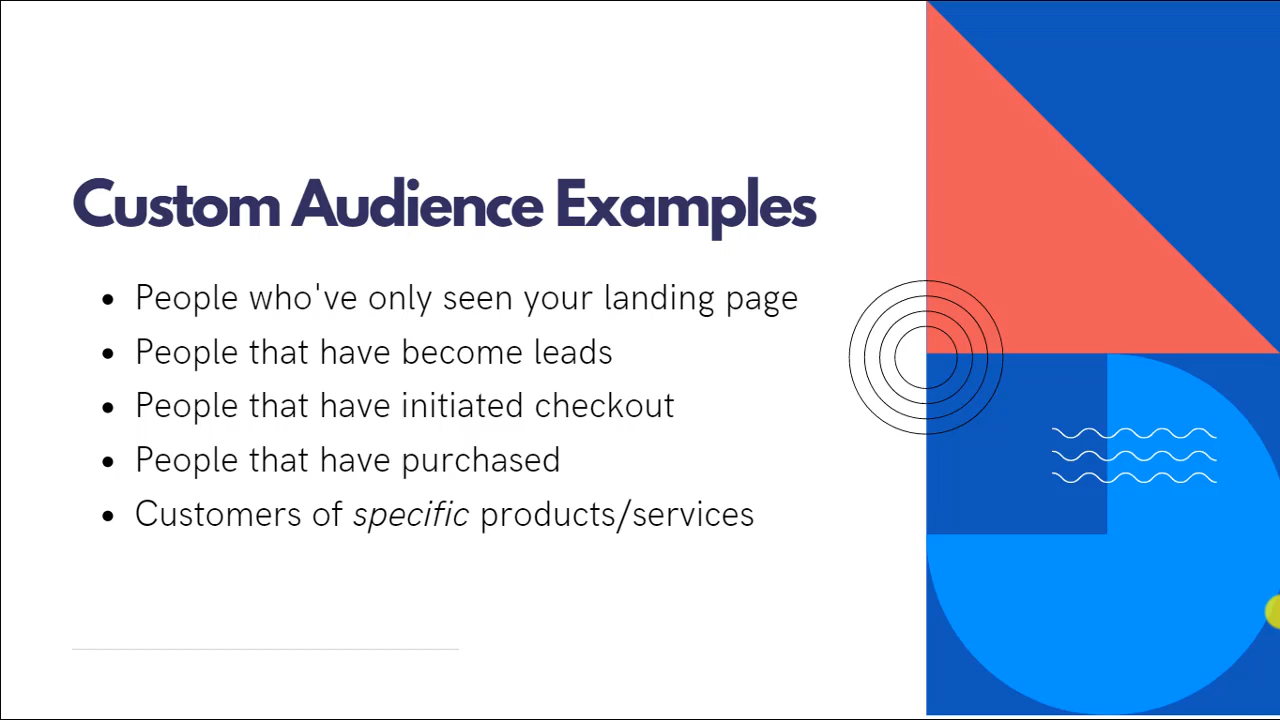 Custom Audience Examples
People who've only seen your landing page
People that have become leads
People that have initiated checkout
People that have purchased
Customers of specific products/services